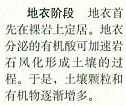 地衣阶段 地衣首
先在裸岩上定居。地衣
分泌的有机酸可加速岩
石风化形成土壤的过
程。于是，土壤颗粒和
有机物逐渐增多。